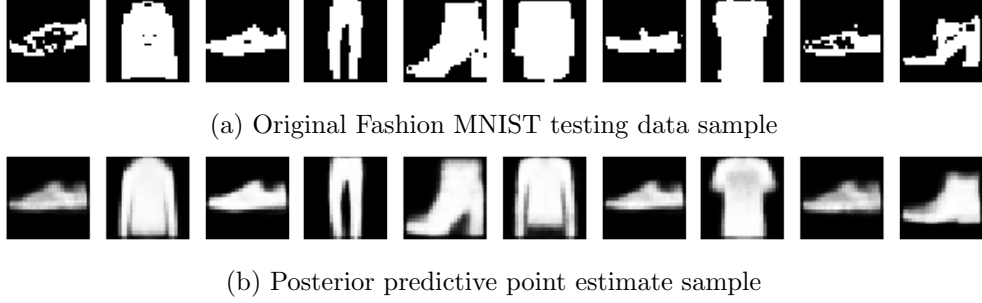 (a) Original Fashion MNIST testing data sample
(b) Posterior predictive point estimate sample